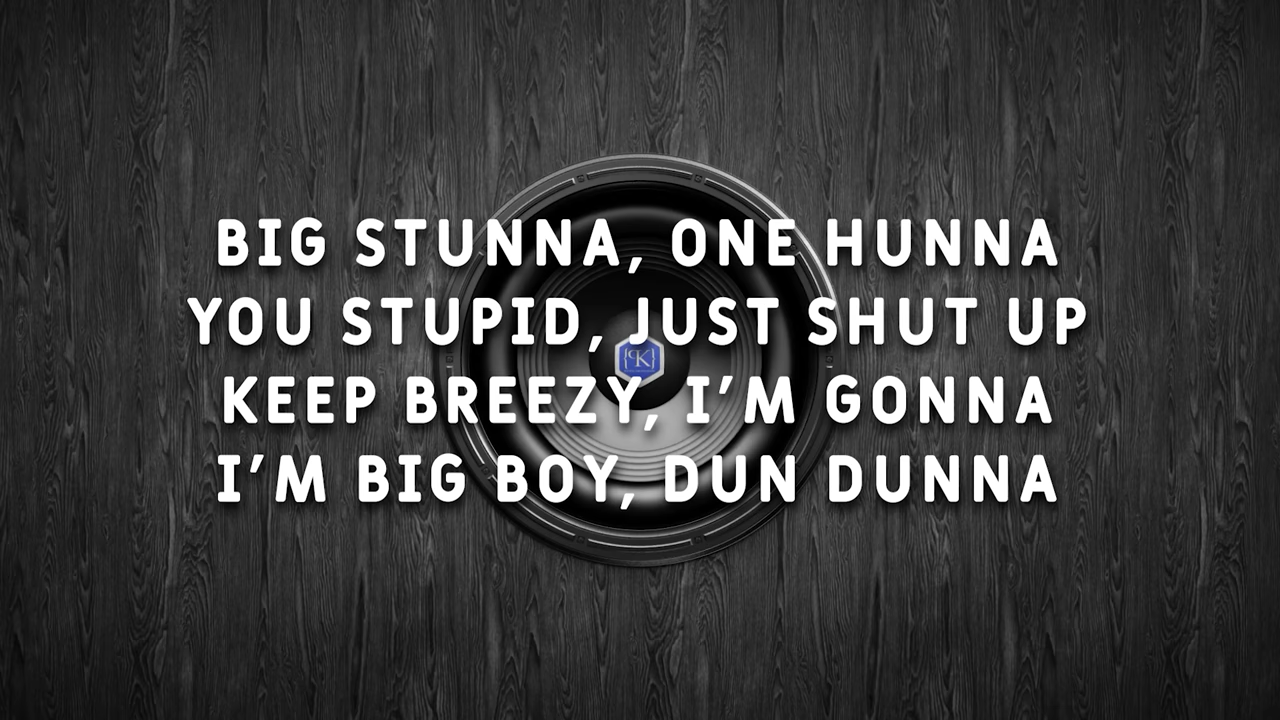 BIG STUNNA, ONE HUNNA
YOU STUPID, JUST SHUT UP
KEEP BREEZY, I'M GONNA
I'M BIG BOY, DUN DUNNA